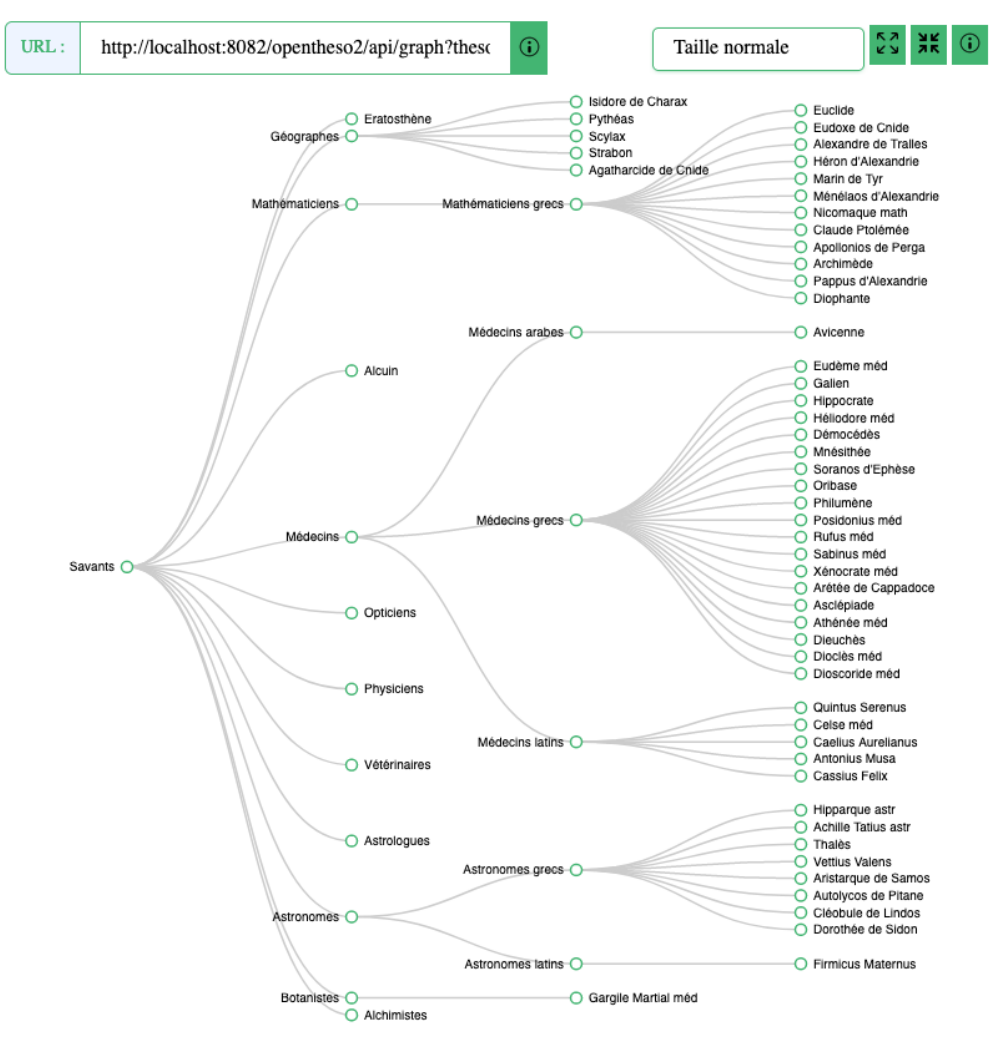 URL : http://localhost:8082/opentheso2/api/graph?theso Taille normale
Savants
Eratosthène
Géographes
Isidore de Charax
Pythéas
Scylax
Strabon
Agatharcide de Cnide
Mathématiciens
Mathématiciens grecs
Euclide
Eudoxe de Cnide
Alexandre de Tralles
Héron d'Alexandrie
Marin de Tyr
Ménélaos d'Alexandrie
Nicomaque math
Claude Ptolémée
Apollonios de Perga
Archimède
Pappus d'Alexandrie
Diophante
Alcuin
Médecins
Médecins arabes
Avicenne
Médecins grecs
Eudème méd
Galien
Hippocrate
Héliodore méd
Démocédès
Mnésithée
Soranos d'Ephèse
Oribase
Philumène
Posidonius méd
Rufus méd
Sabinus méd
Xénocrate méd
Arétée de Cappadoce
Asclépiade
Athénée méd
Dieuchès
Dioclès méd
Dioscoride méd
Médecins latins
Quintus Serenus
Celse méd
Caelius Aurelianus
Antonius Musa
Cassius Felix
Opticiens
Physiciens
Vétérinaires
Astrologues
Astronomes
Astronomes grecs
Hipparque astr
Achille Tatius astr
Thalès
Vettius Valens
Aristarque de Samos
Autolycos de Pitane
Cléobule de Lindos
Dorothée de Sidon
Astronomes latins
Firmicus Maternus
Botanistes
Gargile Martial méd
Alchimistes